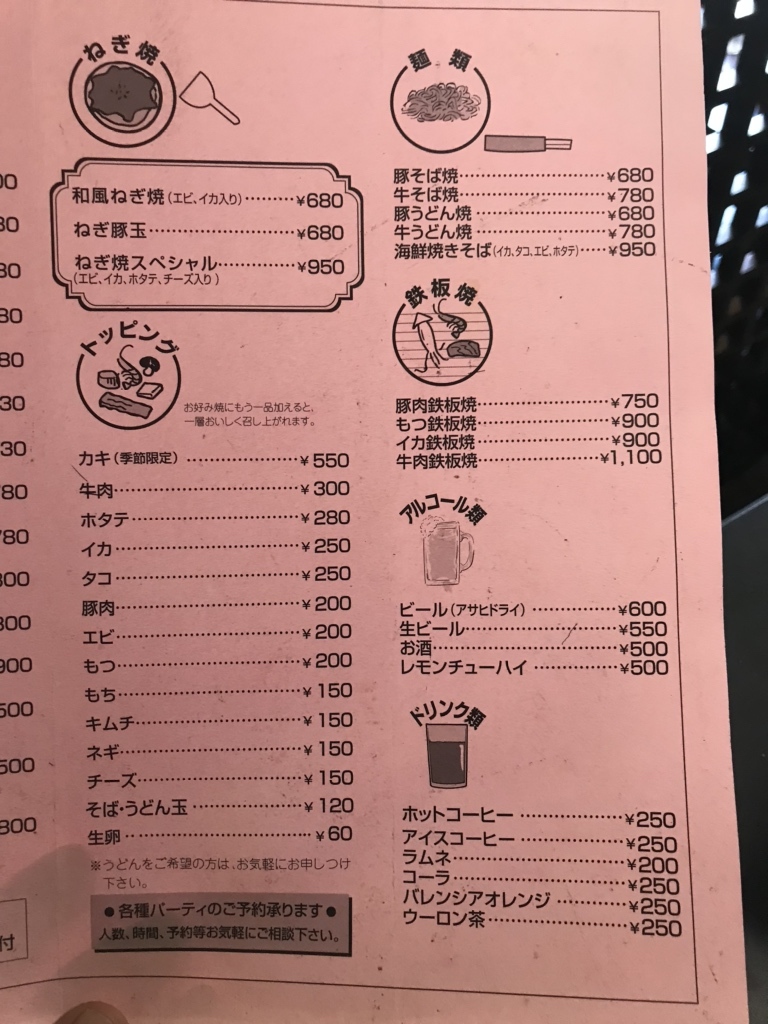 ねぎ焼
和風ねぎ焼(エビ、イカ入り)………¥680
ねぎ豚玉………¥680
ねぎ焼スペシャル………¥950
(エビ、イカ、ホタテ、チーズ入り)
トッピング
お好み焼にもう一品加えると、
一層おいしく召し上がれます。
カキ(季節限定)………¥550
牛肉………¥300
ホタテ………¥280
イカ………¥250
タコ………¥250
豚肉………¥200
エビ………¥200
もつ………¥200
もち………¥150
キムチ………¥150
ネギ………¥150
チーズ………¥150
そば・うどん玉………¥120
生卵………¥60
※うどんをご希望の方は、お気軽にお申しつけ
下さい。
●各種パーティのご予約承ります●
人数、時間、予約等お気軽にご相談下さい。
麺類
豚そば焼………¥680
牛そば焼………¥780
豚うどん焼………¥680
牛うどん焼………¥780
海鮮焼きそば(イカ、タコ、エビ、ホタテ)………¥950
鉄板焼
豚肉鉄板焼………¥750
もつ鉄板焼………¥900
イカ鉄板焼………¥900
牛肉鉄板焼………¥1,100
アルコール類
ビール(アサヒドライ)………¥600
生ビール………¥550
お酒………¥500
レモンチューハイ………¥500
ドリンク類
ホットコーヒー………¥250
アイスコーヒー………¥250
ラムネ………¥200
コーラ………¥250
バレンシアオレンジ………¥250
ウーロン茶………¥250